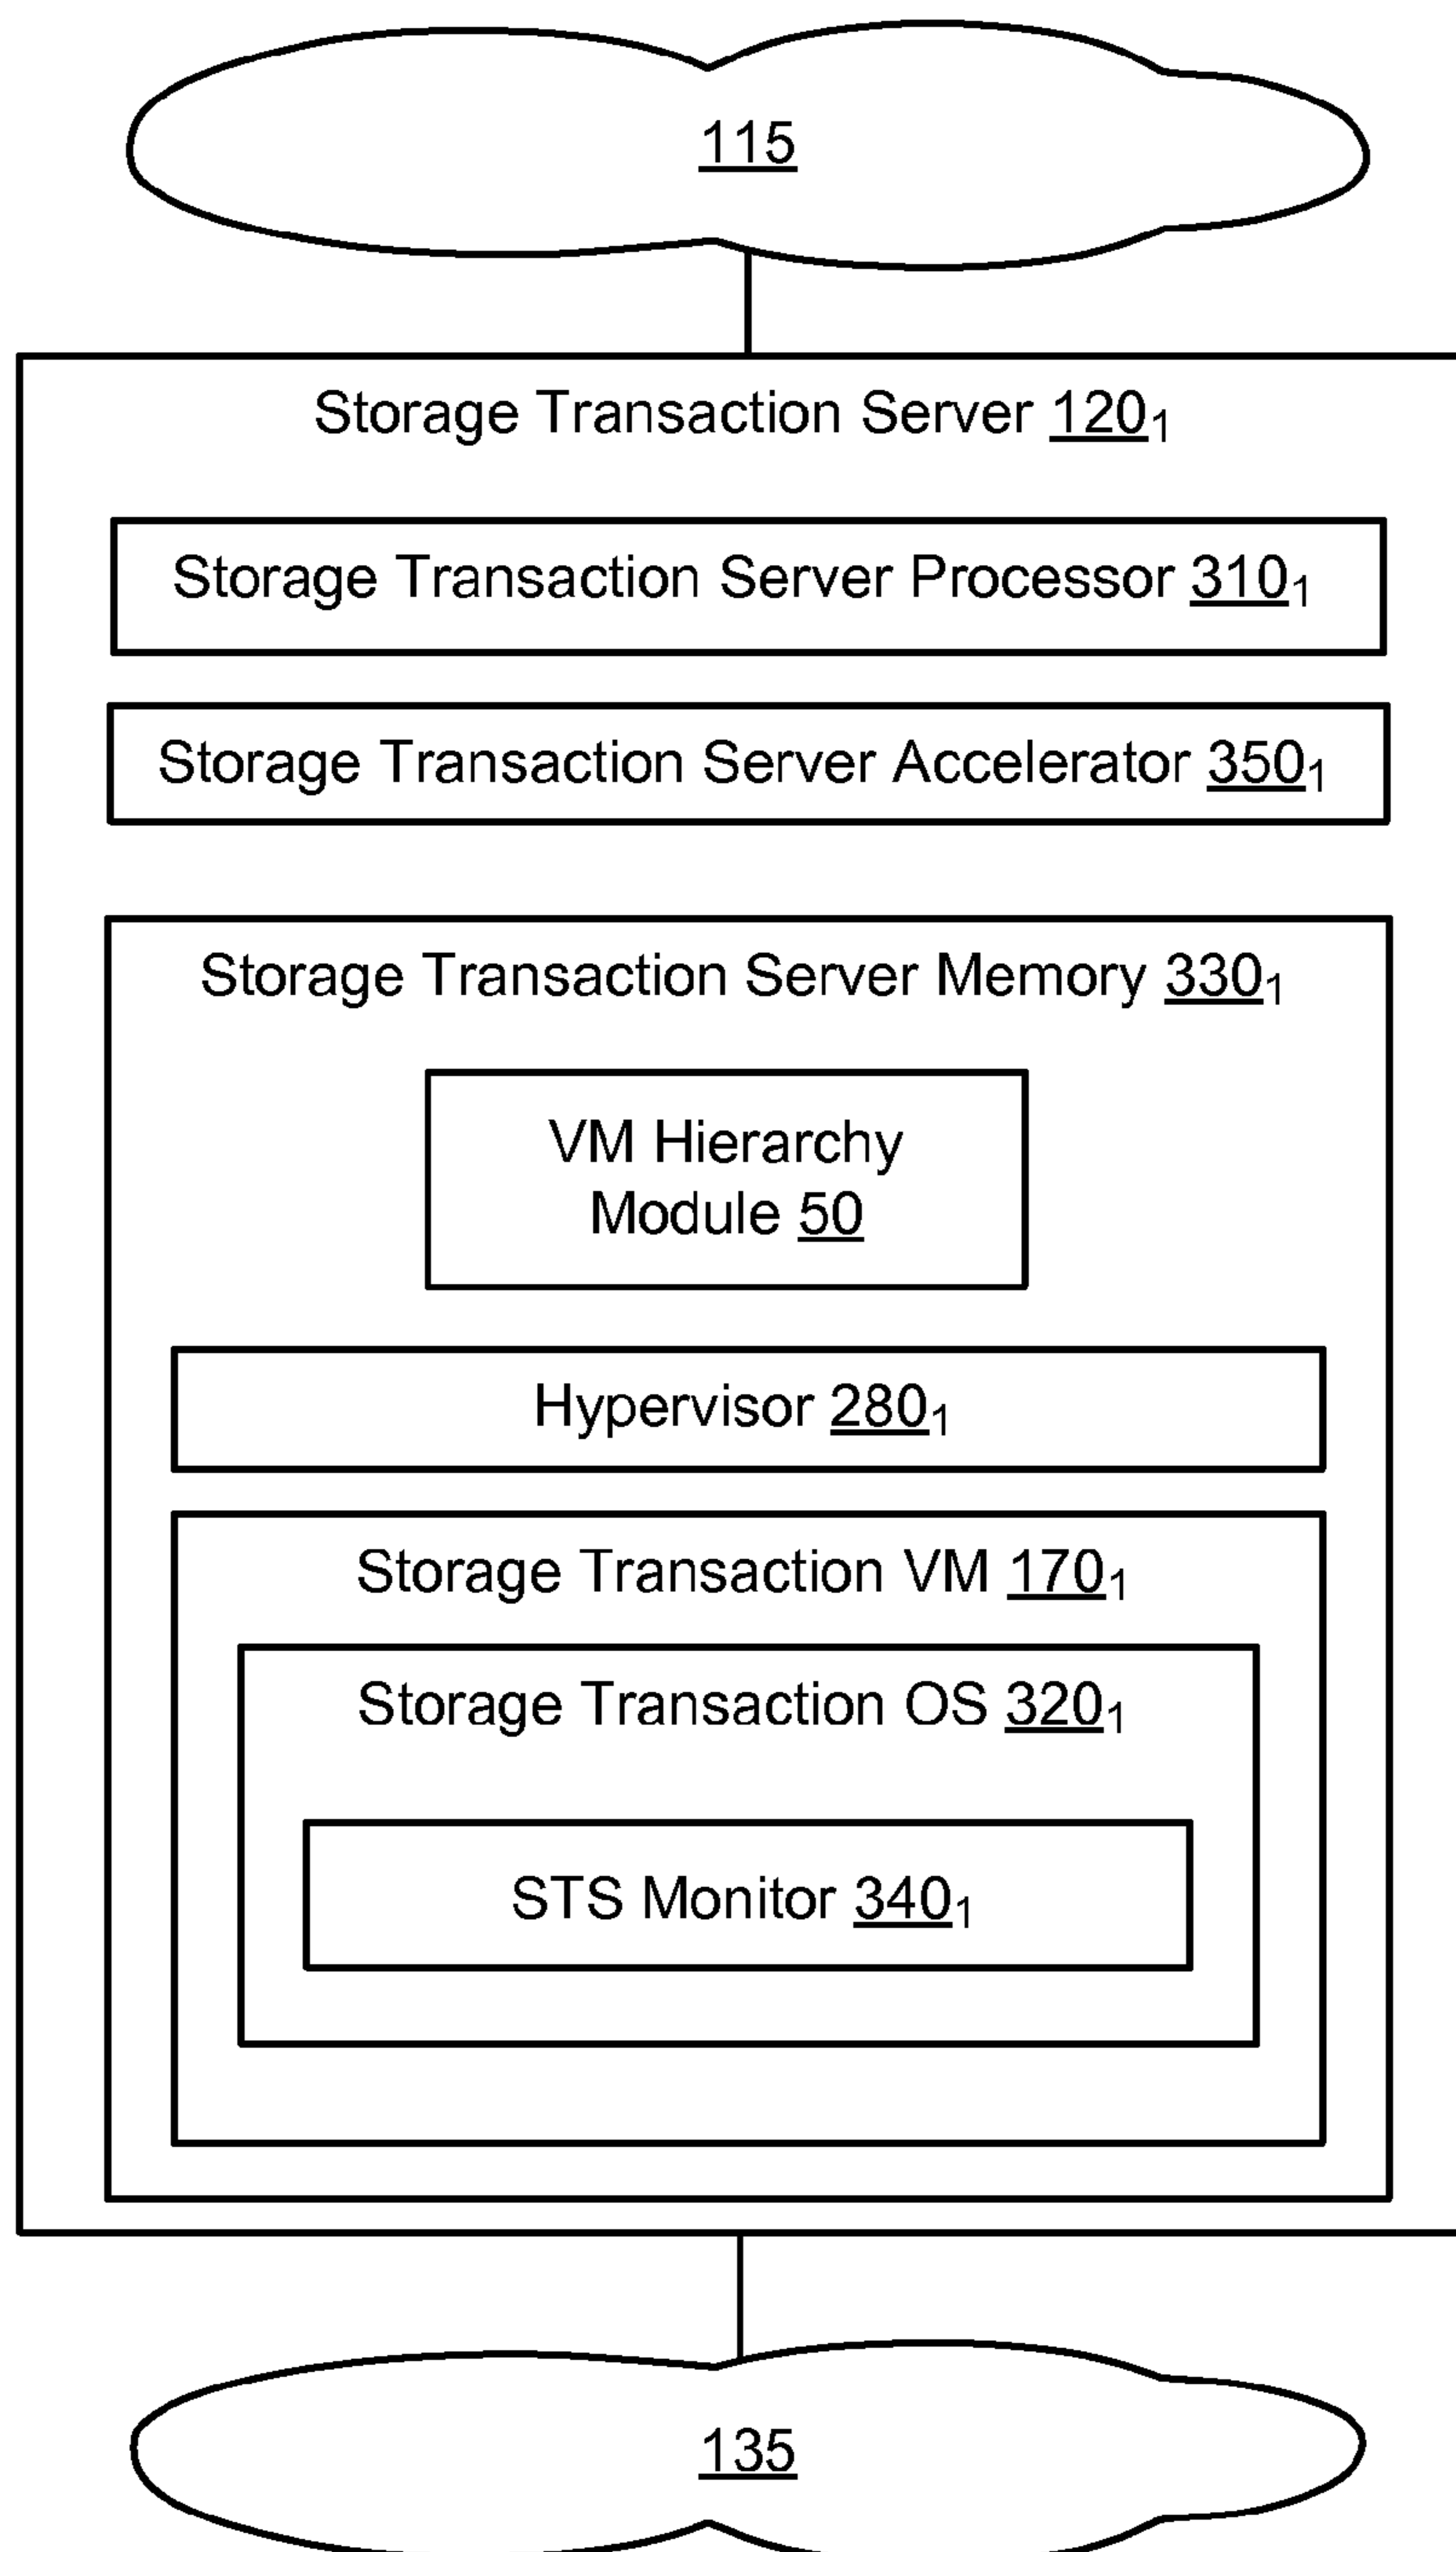 115
Storage Transaction Server 120₁
Storage Transaction Server Processor 310₁
Storage Transaction Server Accelerator 350₁
Storage Transaction Server Memory 330₁
VM Hierarchy
Module 50
Hypervisor 280₁
Storage Transaction VM 170₁
Storage Transaction OS 320₁
STS Monitor 340₁
135